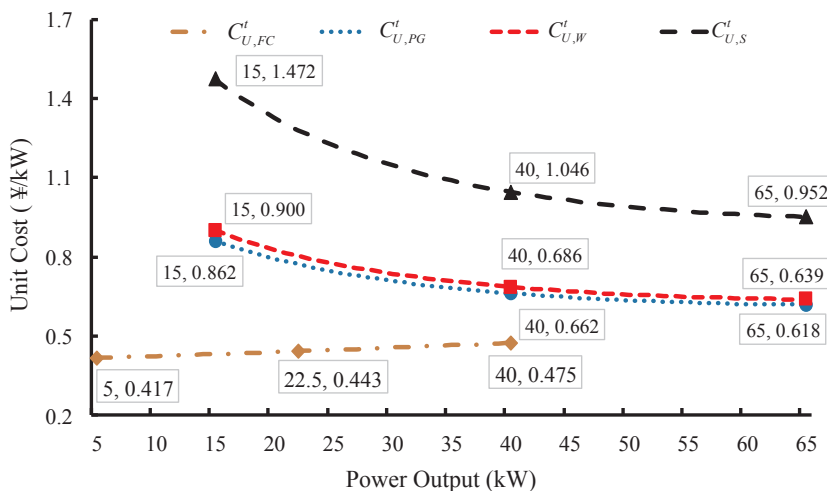 1.7
1.4
1.1
0.8
0.5
0.2
Unit Cost ( ¥/kW)
C^t_{U,FC}
C^t_{U,PG}
C^t_{U,W}
C^t_{U,S}
15, 1.472
40, 1.046
65, 0.952
15, 0.900
40, 0.686
65, 0.639
15, 0.862
40, 0.662
65, 0.618
5, 0.417
22.5, 0.443
40, 0.475
5 10 15 20 25 30 35 40 45 50 55 60 65
Power Output (kW)